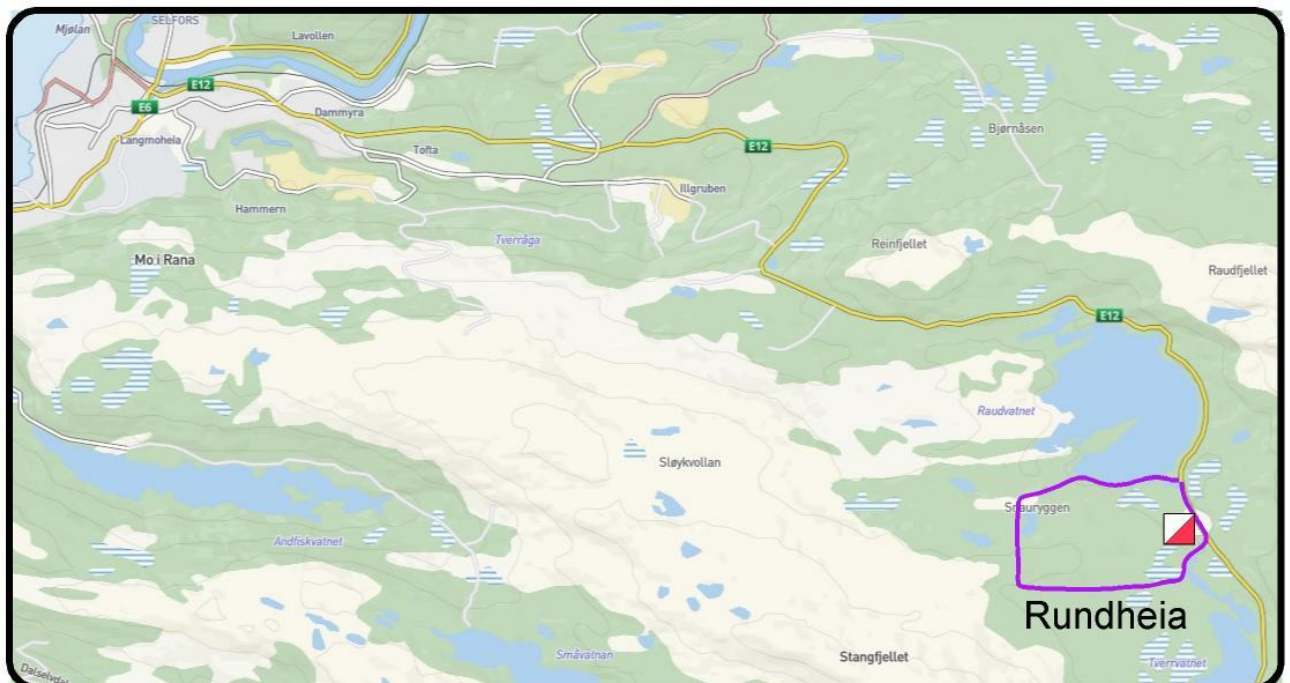 SELFORS
Mjølan
Lavollen
E12
E6
Dammyra
Langmohela
Tofta
E12
Bjørnåsen
Illgruben
Hammern
Tverråga
Reinfjellet
Mo i Rana
Raudfjellet
E12
Raudvatnet
Sløykvollan
Snauryggen
Andfiskvatnet
Rundheia
Småvatnan
Stangfjellet
Tverrvatnet